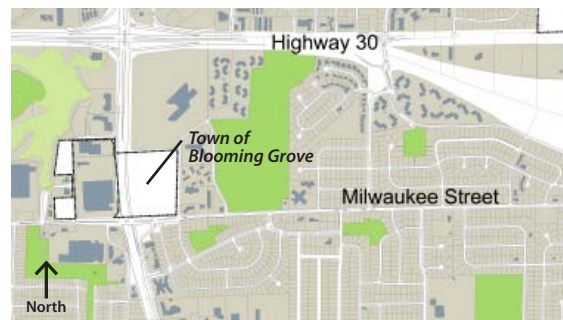 Highway 30
Town of
Blooming Grove
Milwaukee Street
North